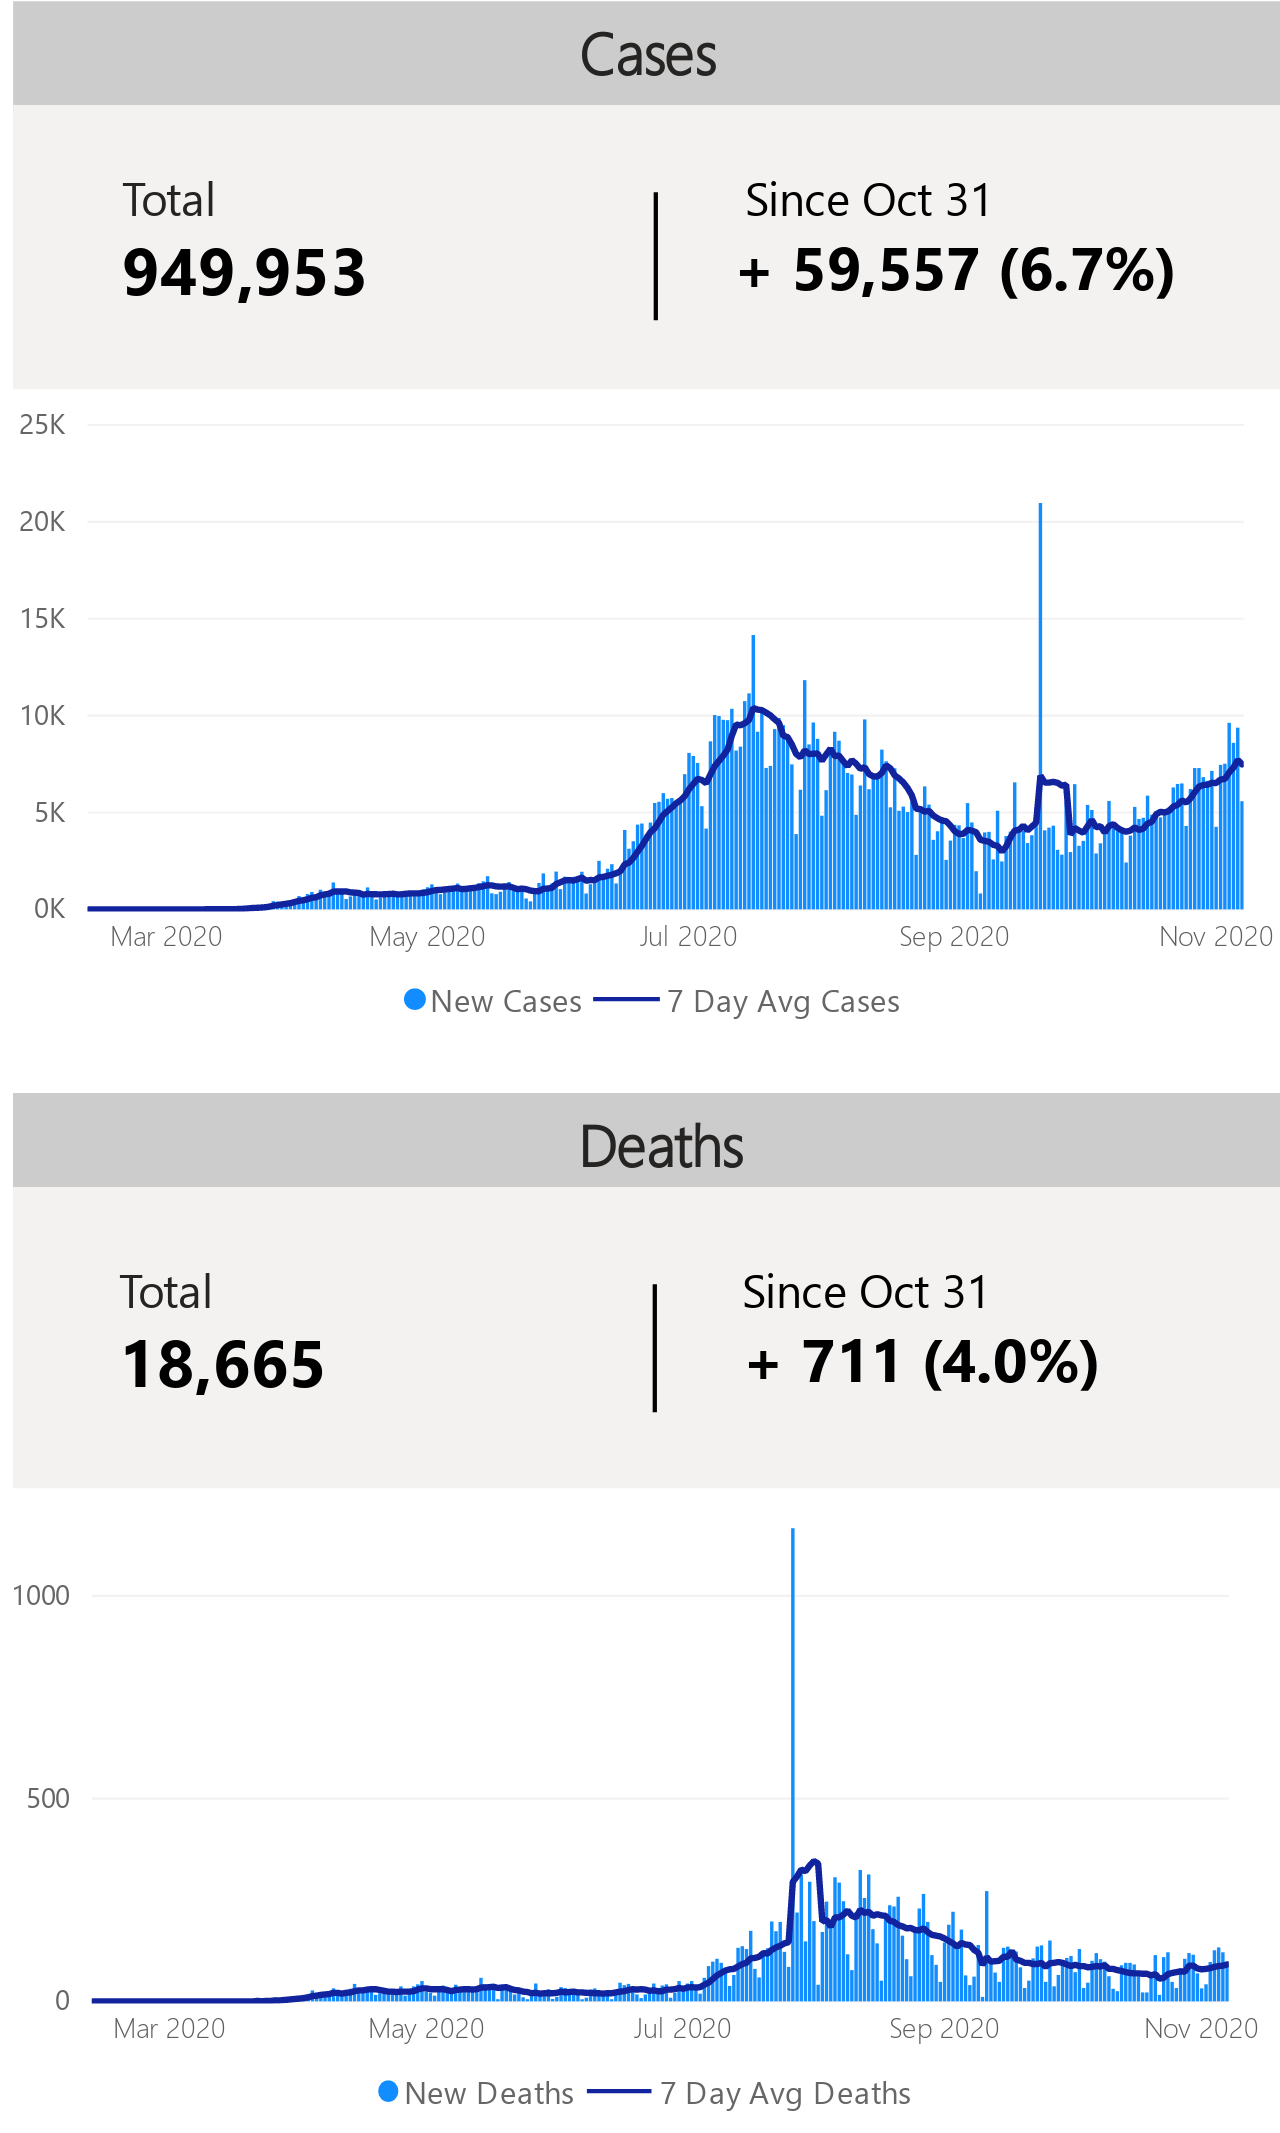 Cases
Total
Since Oct 31
949,953
+ 59,557 (6.7%)
25K
20K
15K
10K
5K
0K
Mar 2020
May 2020
Jul 2020
Sep 2020
Nov 2020
New Cases
7 Day Avg Cases
Deaths
Total
Since Oct 31
18,665
+ 711 (4.0%)
1000
500
0
Mar 2020
May 2020
Jul 2020
Sep 2020
Nov 2020
New Deaths
7 Day Avg Deaths